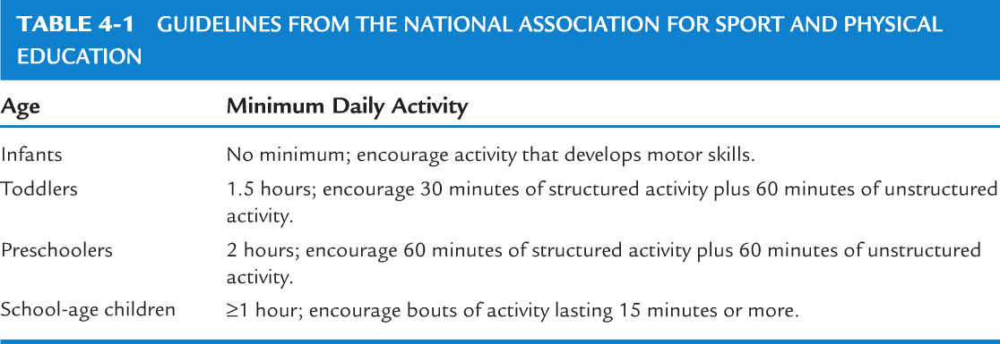 TABLE 4-1 GUIDELINES FROM THE NATIONAL ASSOCIATION FOR SPORT AND PHYSICAL
EDUCATION
Age Minimum Daily Activity
Infants No minimum; encourage activity that develops motor skills.
Toddlers 1.5 hours; encourage 30 minutes of structured activity plus 60 minutes of unstructured
activity.
Preschoolers 2 hours; encourage 60 minutes of structured activity plus 60 minutes of unstructured
activity.
School-age children ≥1 hour; encourage bouts of activity lasting 15 minutes or more.